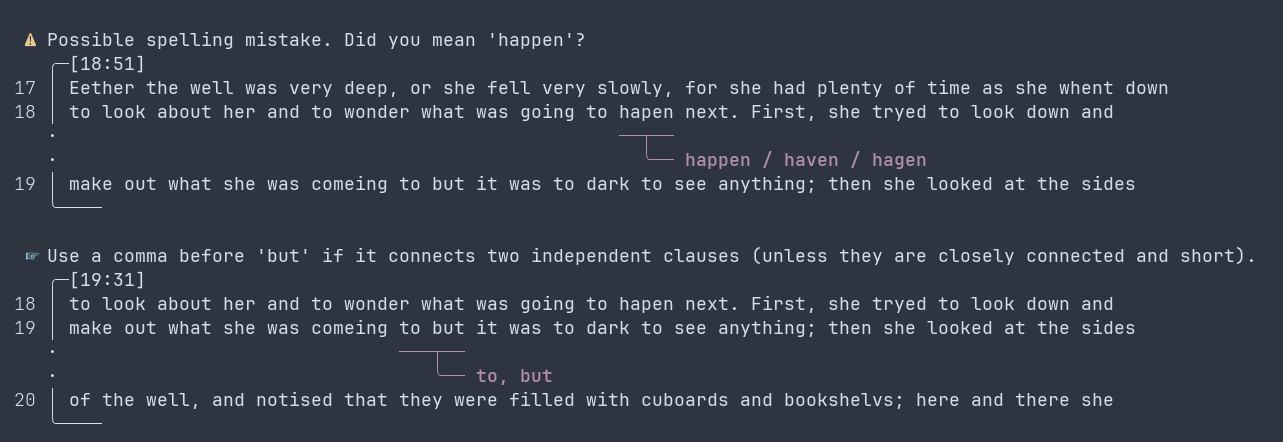 ⚠ Possible spelling mistake. Did you mean 'happen'?
[18:51]
17 Eether the well was very deep, or she fell very slowly, for she had plenty of time as she whent down
18 to look about her and to wonder what was going to hapen next. First, she tryed to look down and
happen / haven / hagen
19 make out what she was comeing to but it was to dark to see anything; then she looked at the sides
☞ Use a comma before 'but' if it connects two independent clauses (unless they are closely connected and short).
[19:31]
18 to look about her and to wonder what was going to hapen next. First, she tryed to look down and
19 make out what she was comeing to but it was to dark to see anything; then she looked at the sides
to, but
20 of the well, and notised that they were filled with cuboards and bookshelvs; here and there she